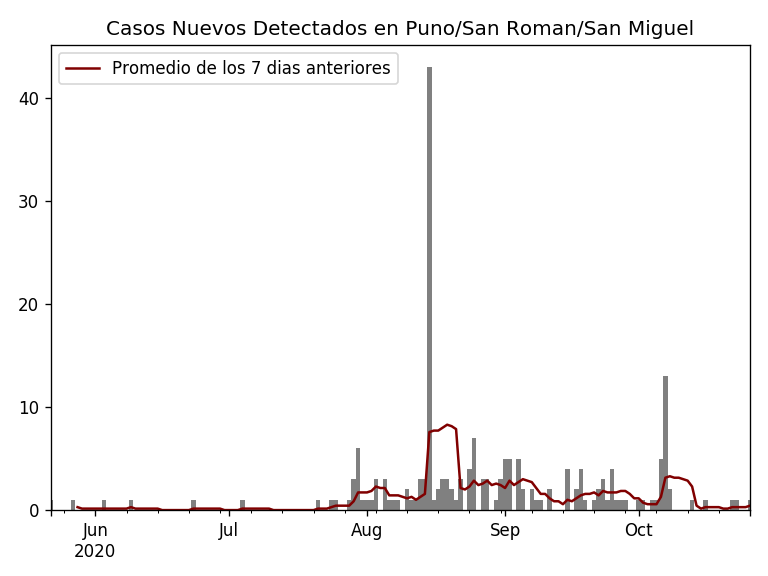 Casos Nuevos Detectados en Puno/San Roman/San Miguel
Promedio de los 7 dias anteriores
40
30
20
10
0
Jun
2020
Jul
Aug
Sep
Oct